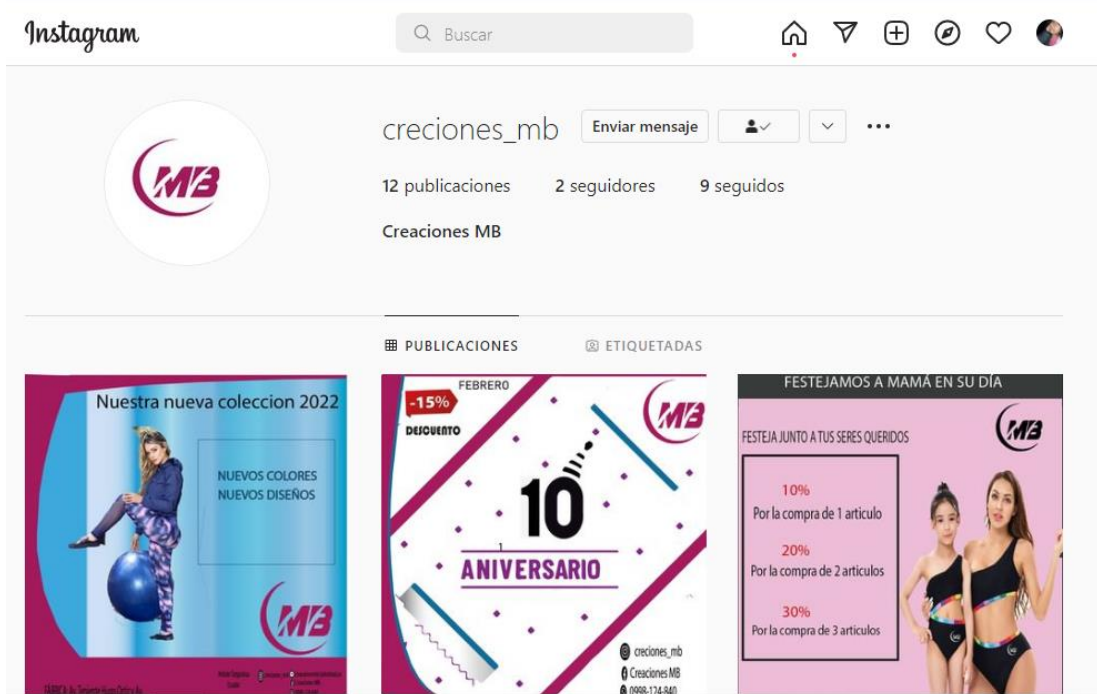 Instagram
Buscar
creciones_mb
Enviar mensaje
12 publicaciones
2 seguidores
9 seguidos
Creaciones MB
PUBLICACIONES
ETIQUETADAS
MB
Nuestra nueva coleccion 2022
NUEVOS COLORES
NUEVOS DISEÑOS
MB
FEBRERO
-15%
DESCUENTO
MB
10
ANIVERSARIO
creciones_mb
Creaciones MB
0998-124-840
FESTEJAMOS A MAMÁ EN SU DÍA
FESTEJA JUNTO A TUS SERES QUERIDOS
MB
10%
Por la compra de 1 articulo
20%
Por la compra de 2 articulos
30%
Por la compra de 3 articulos